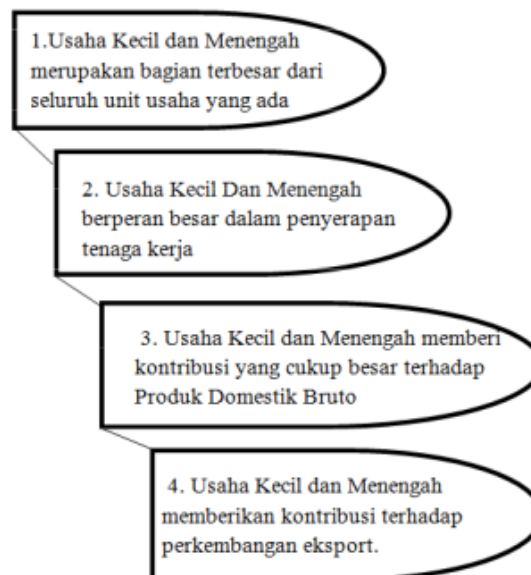 1.Usaha Kecil dan Menengah
merupakan bagian terbesar dari
seluruh unit usaha yang ada
2. Usaha Kecil Dan Menengah
berperan besar dalam penyerapan
tenaga kerja
3. Usaha Kecil dan Menengah memberi
kontribusi yang cukup besar terhadap
Produk Domestik Bruto
4. Usaha Kecil dan Menengah
memberikan kontribusi terhadap
perkembangan eksport.